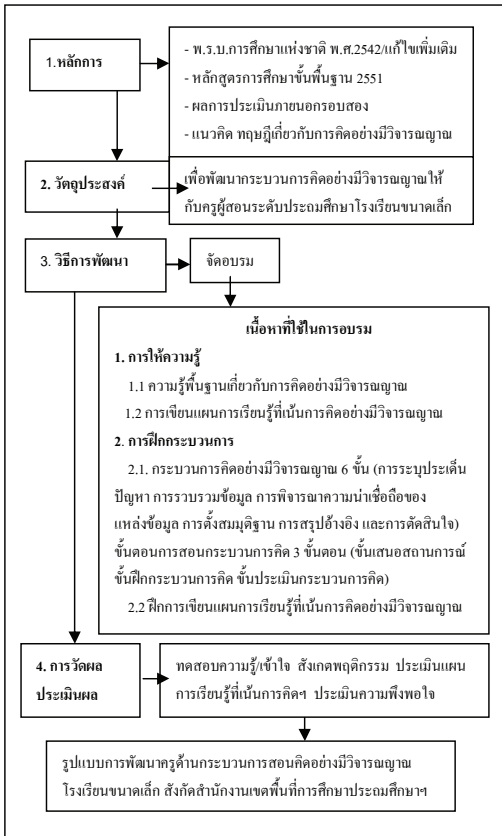 1.หลักการ
- พ.ร.บ.การศึกษาแห่งชาติ พ.ศ.2542/แก้ไขเพิ่มเติม
- หลักสูตรการศึกษาขั้นพื้นฐาน 2551
- ผลการประเมินภายนอกรอบสอง
- แนวคิด ทฤษฎีเกี่ยวกับการคิดอย่างมีวิจารณญาณ
2. วัตถุประสงค์
เพื่อพัฒนากระบวนการคิดอย่างมีวิจารณญาณให้
กับครูผู้สอนระดับประถมศึกษาโรงเรียนขนาดเล็ก
3. วิธีการพัฒนา
จัดอบรม
เนื้อหาที่ใช้ในการอบรม
1. การให้ความรู้
1.1 ความรู้พื้นฐานเกี่ยวกับการคิดอย่างมีวิจารณญาณ
1.2 การเขียนแผนการเรียนรู้ที่เน้นการคิดอย่างมีวิจารณญาณ
2. การฝึกกระบวนการ
2.1. กระบวนการคิดอย่างมีวิจารณญาณ 6 ขั้น (การระบุประเด็น
ปัญหา การรวบรวมข้อมูล การพิจารณาความน่าเชื่อถือของ
แหล่งข้อมูล การตั้งสมมุติฐาน การสรุปอ้างอิง และการตัดสินใจ)
ขั้นตอนการสอนกระบวนการคิด 3 ขั้นตอน (ขั้นเสนอสถานการณ์
ขั้นฝึกกระบวนการคิด ขั้นประเมินกระบวนการคิด)
2.2 ฝึกการเขียนแผนการเรียนรู้ที่เน้นการคิดอย่างมีวิจารณญาณ
4. การวัดผล
ประเมินผล
ทดสอบความรู้/เข้าใจ สังเกตพฤติกรรม ประเมินแผน
การเรียนรู้ที่เน้นการคิดฯ ประเมินความพึงพอใจ
รูปแบบการพัฒนาครูด้านกระบวนการสอนคิดอย่างมีวิจารณญาณ
โรงเรียนขนาดเล็ก สังกัดสำนักงานเขตพื้นที่การศึกษาประถมศึกษาฯ